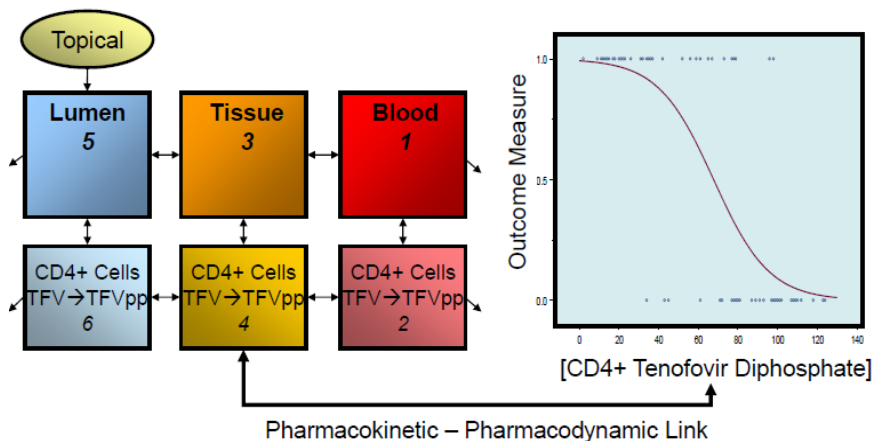 Topical
Lumen
5
Tissue
3
Blood
1
CD4+ Cells
TFV→TFVpp
6
CD4+ Cells
TFV→TFVpp
4
CD4+ Cells
TFV→TFVpp
2
Outcome Measure
1.0
0.5
0.0
0 20 40 60 80 100 120 140
[CD4+ Tenofovir Diphosphate]
Pharmacokinetic – Pharmacodynamic Link